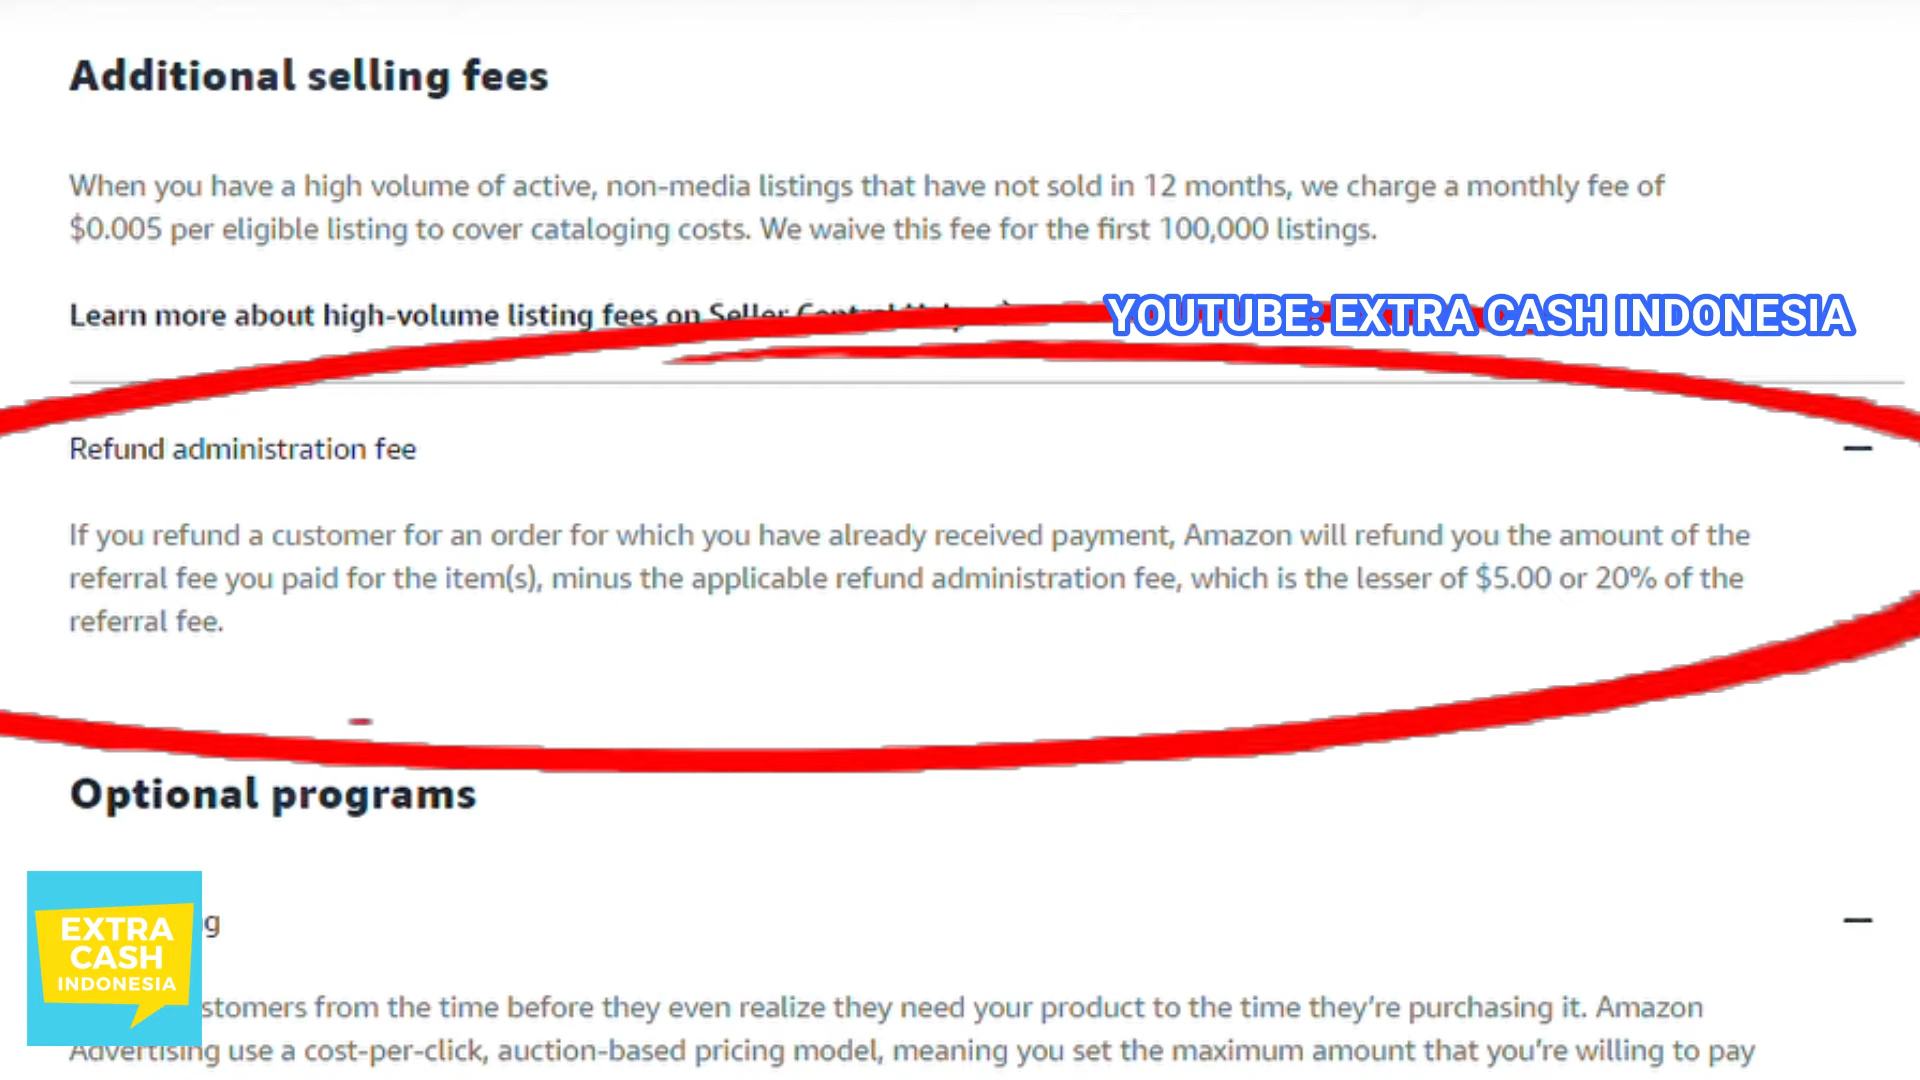 Additional selling fees
When you have a high volume of active, non-media listings that have not sold in 12 months, we charge a monthly fee of
$0.005 per eligible listing to cover cataloging costs. We waive this fee for the first 100,000 listings.
Learn more about high-volume listing fees on Seller Central
YOUTUBE: EXTRA CASH INDONESIA
Refund administration fee
If you refund a customer for an order for which you have already received payment, Amazon will refund you the amount of the
referral fee you paid for the item(s), minus the applicable refund administration fee, which is the lesser of $5.00 or 20% of the
referral fee.
Optional programs
g
stomers from the time before they even realize they need your product to the time they’re purchasing it. Amazon
Advertising use a cost-per-click, auction-based pricing model, meaning you set the maximum amount that you’re willing to pay
EXTRA
CASH
INDONESIA